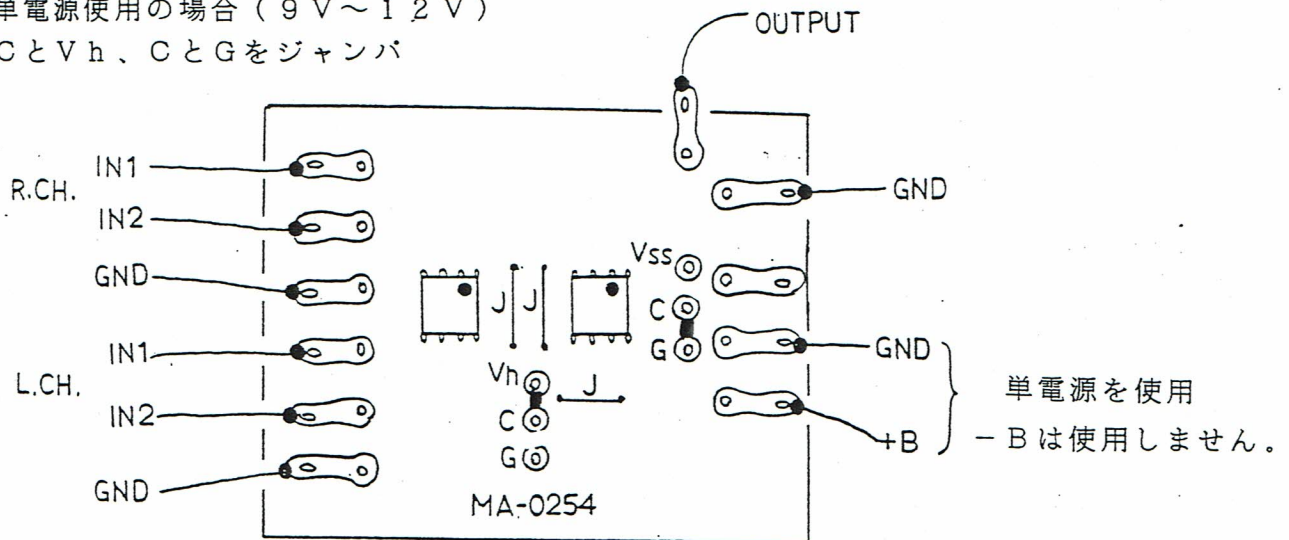 単電源使用の場合（９Ｖ～１２Ｖ）
ＣとＶｈ、ＣとＧをジャンパ
OUTPUT
IN1
R.CH.
IN2
GND
IN1
L.CH.
IN2
GND
GND
Vss
C
G
J J
Vh
J
C
G
MA-0254
GND
+B
単電源を使用
－Ｂは使用しません。